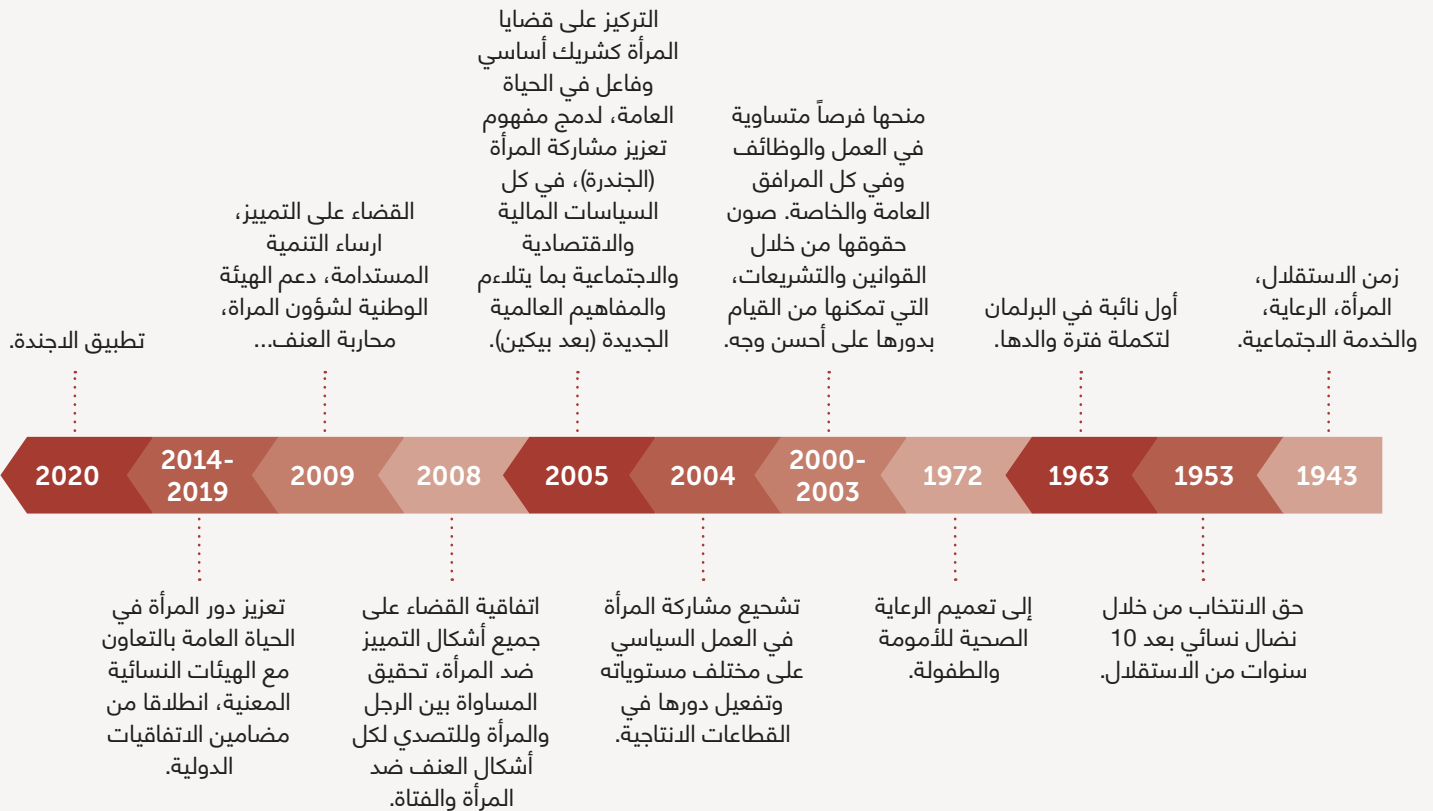 زمن الاستقلال،
المرأة، الرعاية،
والخدمة الاجتماعية.
أول نائبة في البرلمان
لتكملة فترة والدها.
منحها فرصاً متساوية
في العمل والوظائف
وفي كل المرافق
العامة والخاصة. صون
حقوقها من خلال
القوانين والتشريعات،
التي تمكنها من القيام
بدورها على أحسن وجه.
التركيز على قضايا
المرأة كشريك أساسي
وفاعل في الحياة
العامة، لدمج مفهوم
تعزيز مشاركة المرأة
(الجندرة)، في كل
السياسات المالية
والاقتصادية
والاجتماعية بما يتلاءم
والمفاهيم العالمية
الجديدة (بعد بيكين).
القضاء على التمييز،
ارساء التنمية
المستدامة، دعم الهيئة
الوطنية لشؤون المراة،
محاربة العنف...
تطبيق الاجندة.
1943
1953
1963
1972
2000-
2003
2004
2005
2008
2009
2014-
2019
2020
حق الانتخاب من خلال
نضال نسائي بعد 10
سنوات من الاستقلال.
إلى تعميم الرعاية
الصحية للأمومة
والطفولة.
تشحيع مشاركة المرأة
في العمل السياسي
على مختلف مستوياته
وتفعيل دورها في
القطاعات الانتاجية.
اتفاقية القضاء على
جميع أشكال التمييز
ضد المرأة، تحقيق
المساواة بين الرجل
والمرأة وللتصدي لكل
أشكال العنف ضد
المرأة والفتاة.
تعزيز دور المرأة في
الحياة العامة بالتعاون
مع الهيئات النسائية
المعنية، انطلاقا من
مضامين الاتفاقيات
الدولية.